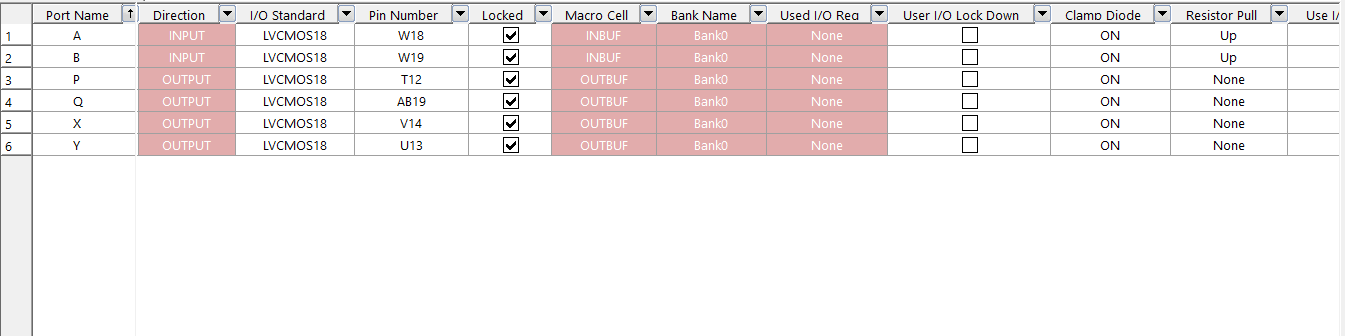 Port Name Direction I/O Standard Pin Number Locked Macro Cell Bank Name Used I/O Reg User I/O Lock Down Clamp Diode Resistor Pull Use I/
1 A INPUT LVCMOS18 W18 INBUF Bank0 None ON Up
2 B INPUT LVCMOS18 W19 INBUF Bank0 None ON Up
3 P OUTPUT LVCMOS18 T12 OUTBUF Bank0 None ON None
4 Q OUTPUT LVCMOS18 AB19 OUTBUF Bank0 None ON None
5 X OUTPUT LVCMOS18 V14 OUTBUF Bank0 None ON None
6 Y OUTPUT LVCMOS18 U13 OUTBUF Bank0 None ON None